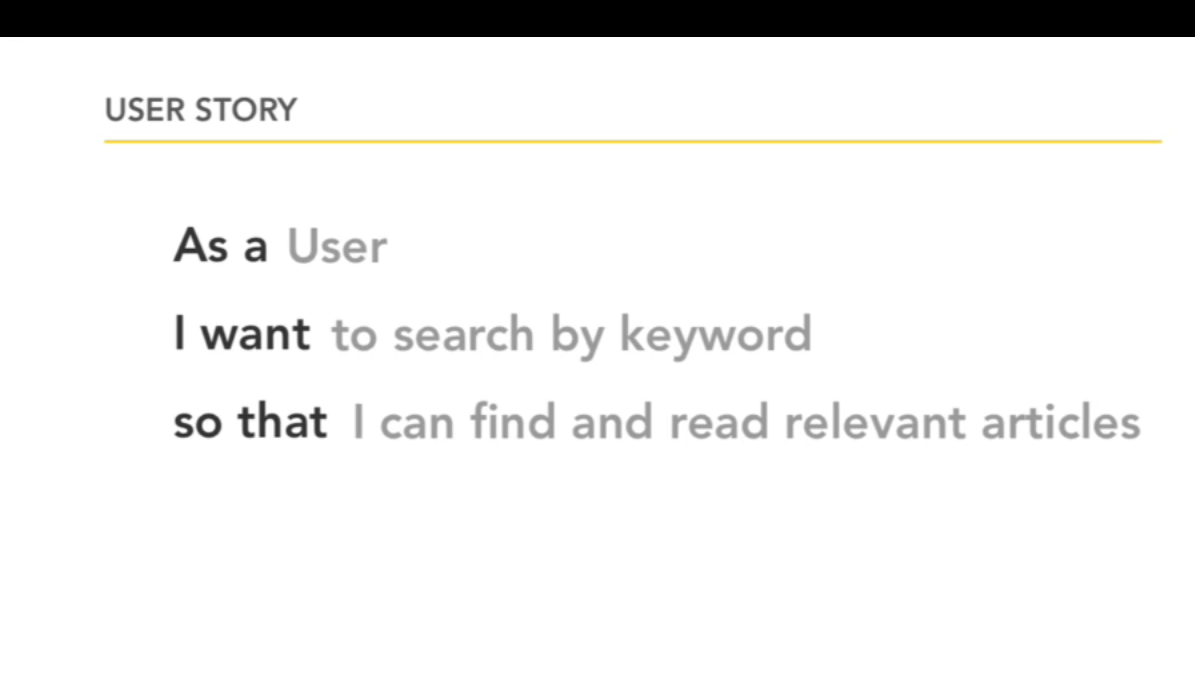 USER STORY
As a User
I want to search by keyword
so that I can find and read relevant articles